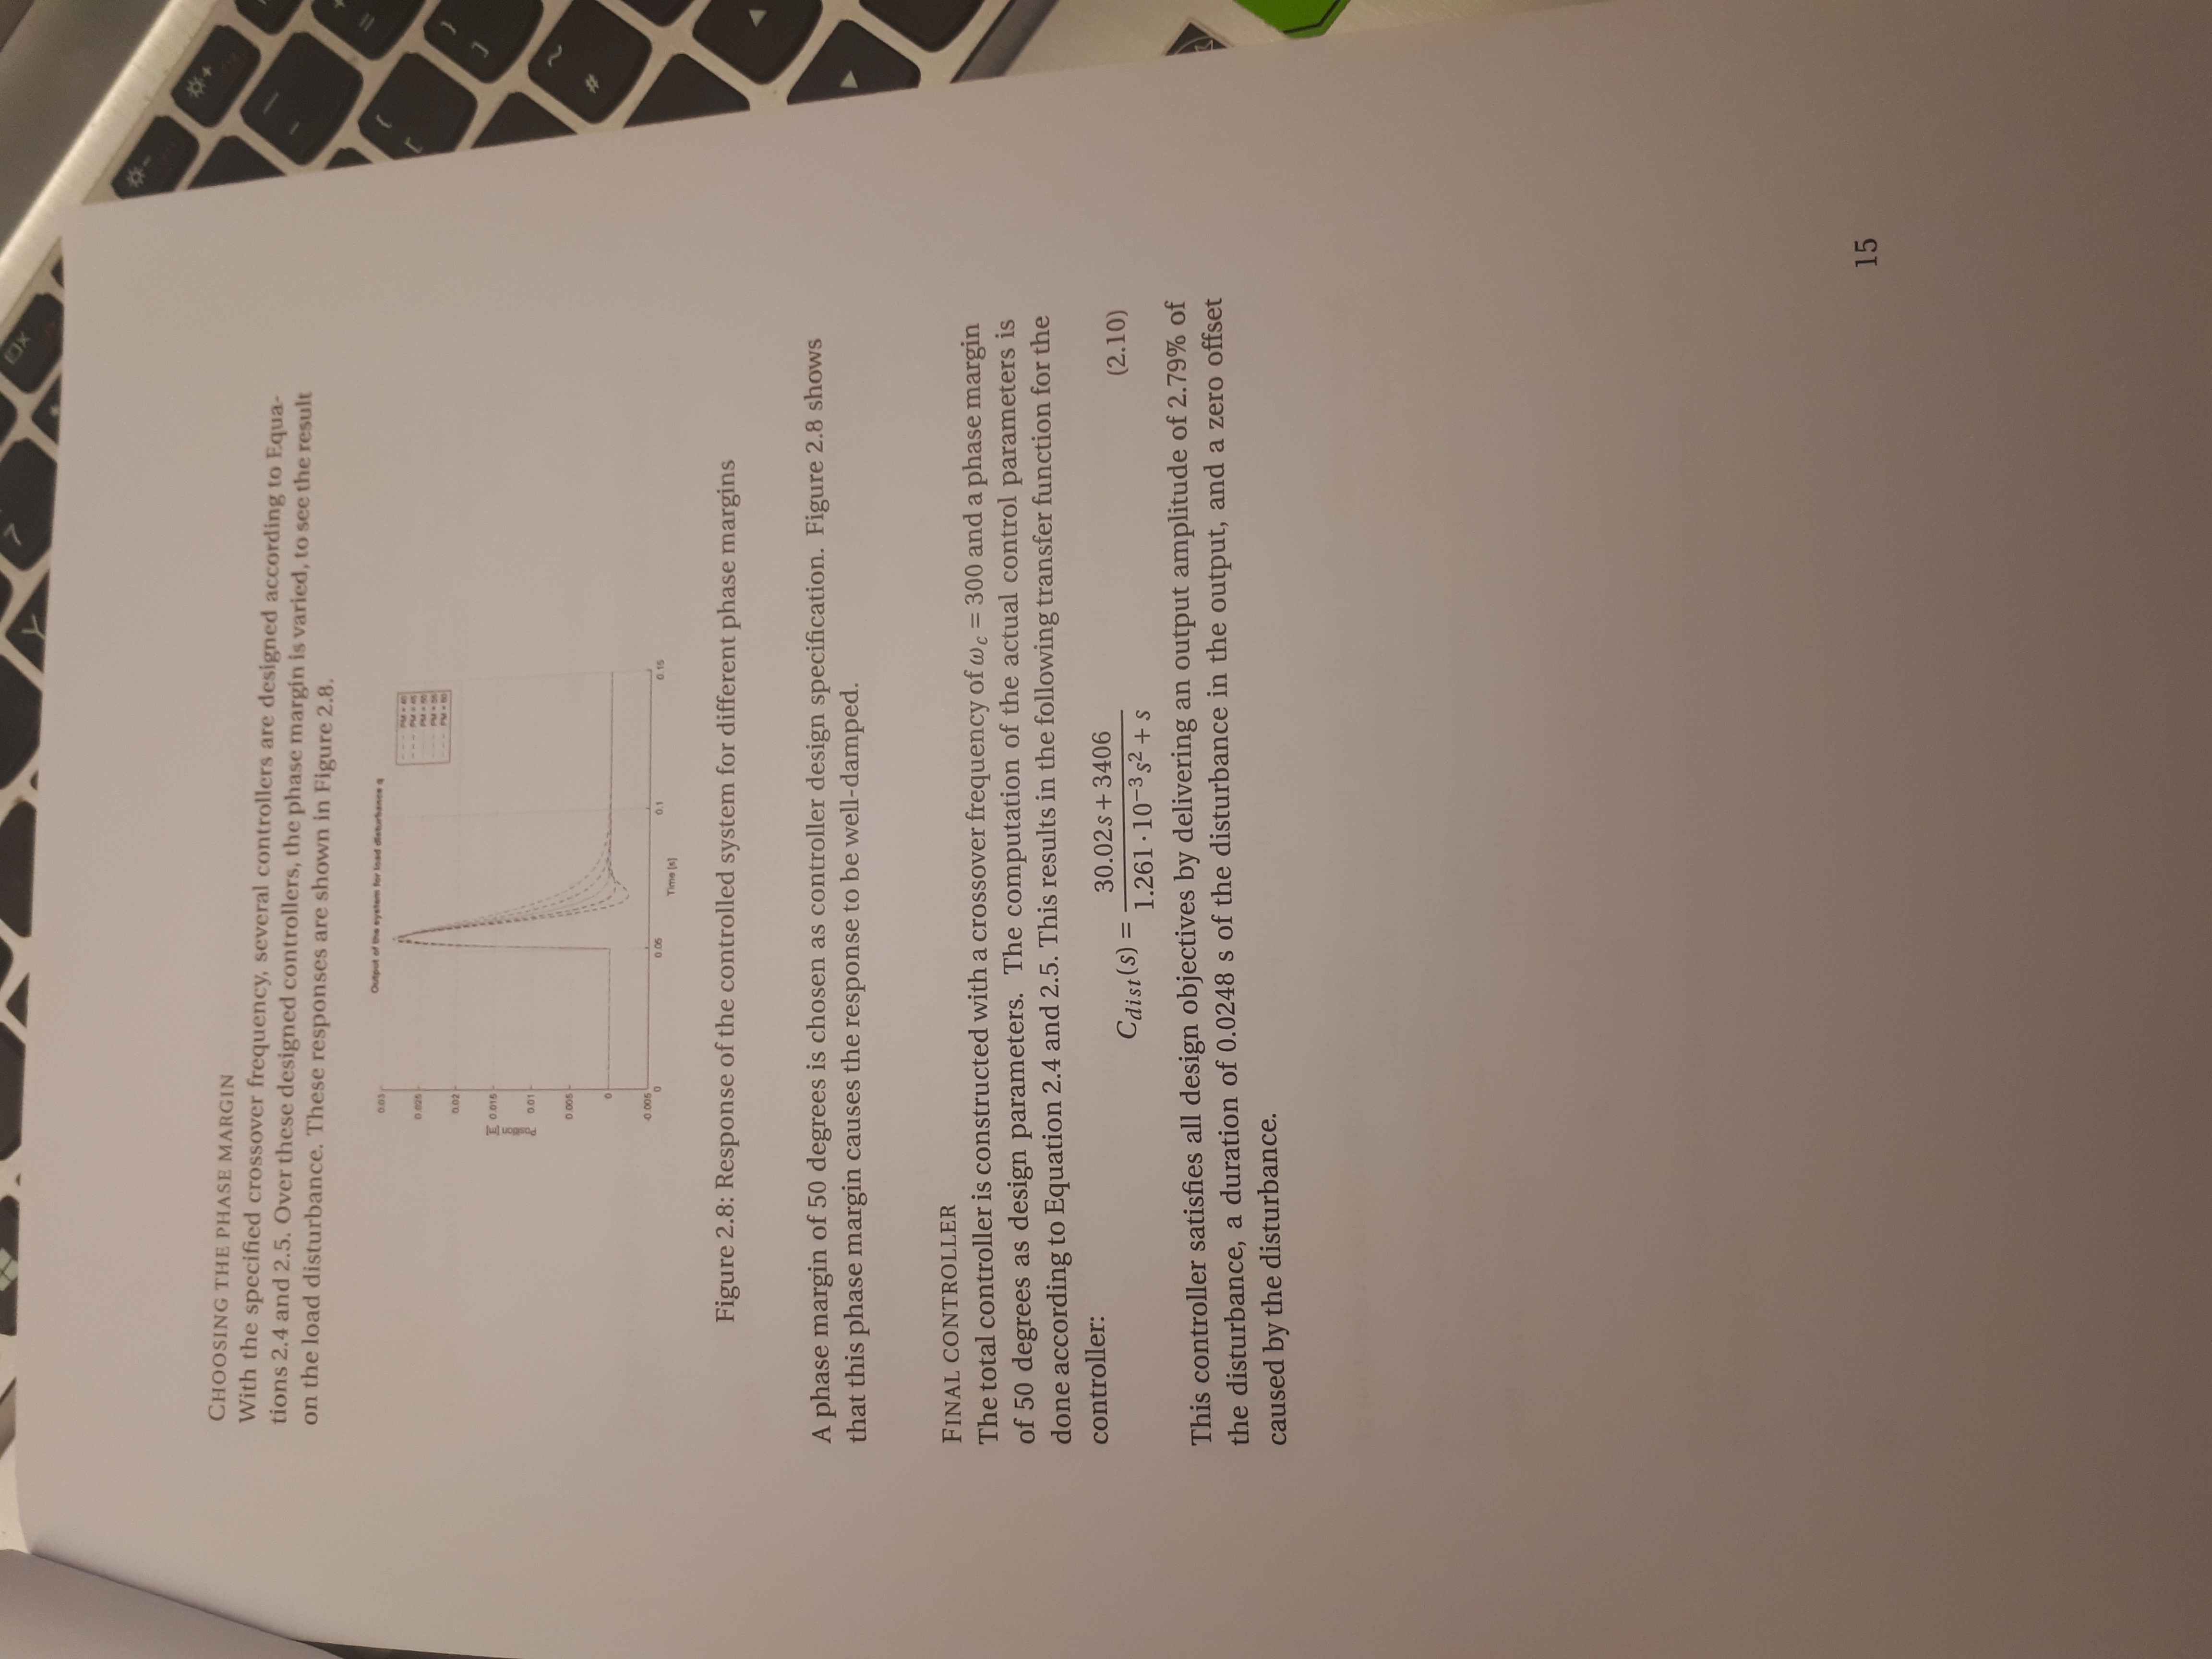 CHOOSING THE PHASE MARGIN
With the specified crossover frequency, several controllers are designed according to Equa-
tions 2.4 and 2.5. Over these designed controllers, the phase margin is varied, to see the result
on the load disturbance. These responses are shown in Figure 2.8.
Output of the system for load disturbance q
0.03
0.025
0.02
0.015
0.01
0.005
0
-0.005
Position [m]
PM = 40
PM = 45
PM = 50
PM = 55
PM = 60
0
0.05
0.1
0.15
Time [s]
Figure 2.8: Response of the controlled system for different phase margins
A phase margin of 50 degrees is chosen as controller design specification. Figure 2.8 shows
that this phase margin causes the response to be well-damped.
FINAL CONTROLLER
The total controller is constructed with a crossover frequency of ω_c = 300 and a phase margin
of 50 degrees as design parameters. The computation of the actual control parameters is
done according to Equation 2.4 and 2.5. This results in the following transfer function for the
controller:
C_dist(s) = (30.02s + 3406) / (1.261 · 10^−3 s^2 + s) (2.10)
This controller satisfies all design objectives by delivering an output amplitude of 2.79% of
the disturbance, a duration of 0.0248 s of the disturbance in the output, and a zero offset
caused by the disturbance.
15
Y
7
{
[
}
]
~
#